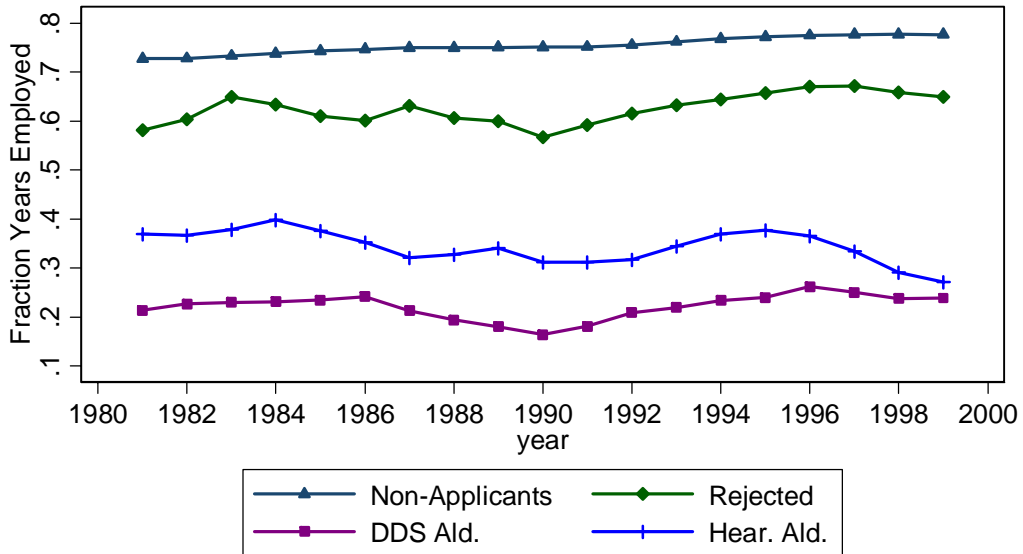 Fraction Years Employed
.8
.7
.6
.5
.4
.3
.2
.1
1980 1982 1984 1986 1988 1990 1992 1994 1996 1998 2000
year
Non-Applicants Rejected
DDS Ald. Hear. Ald.